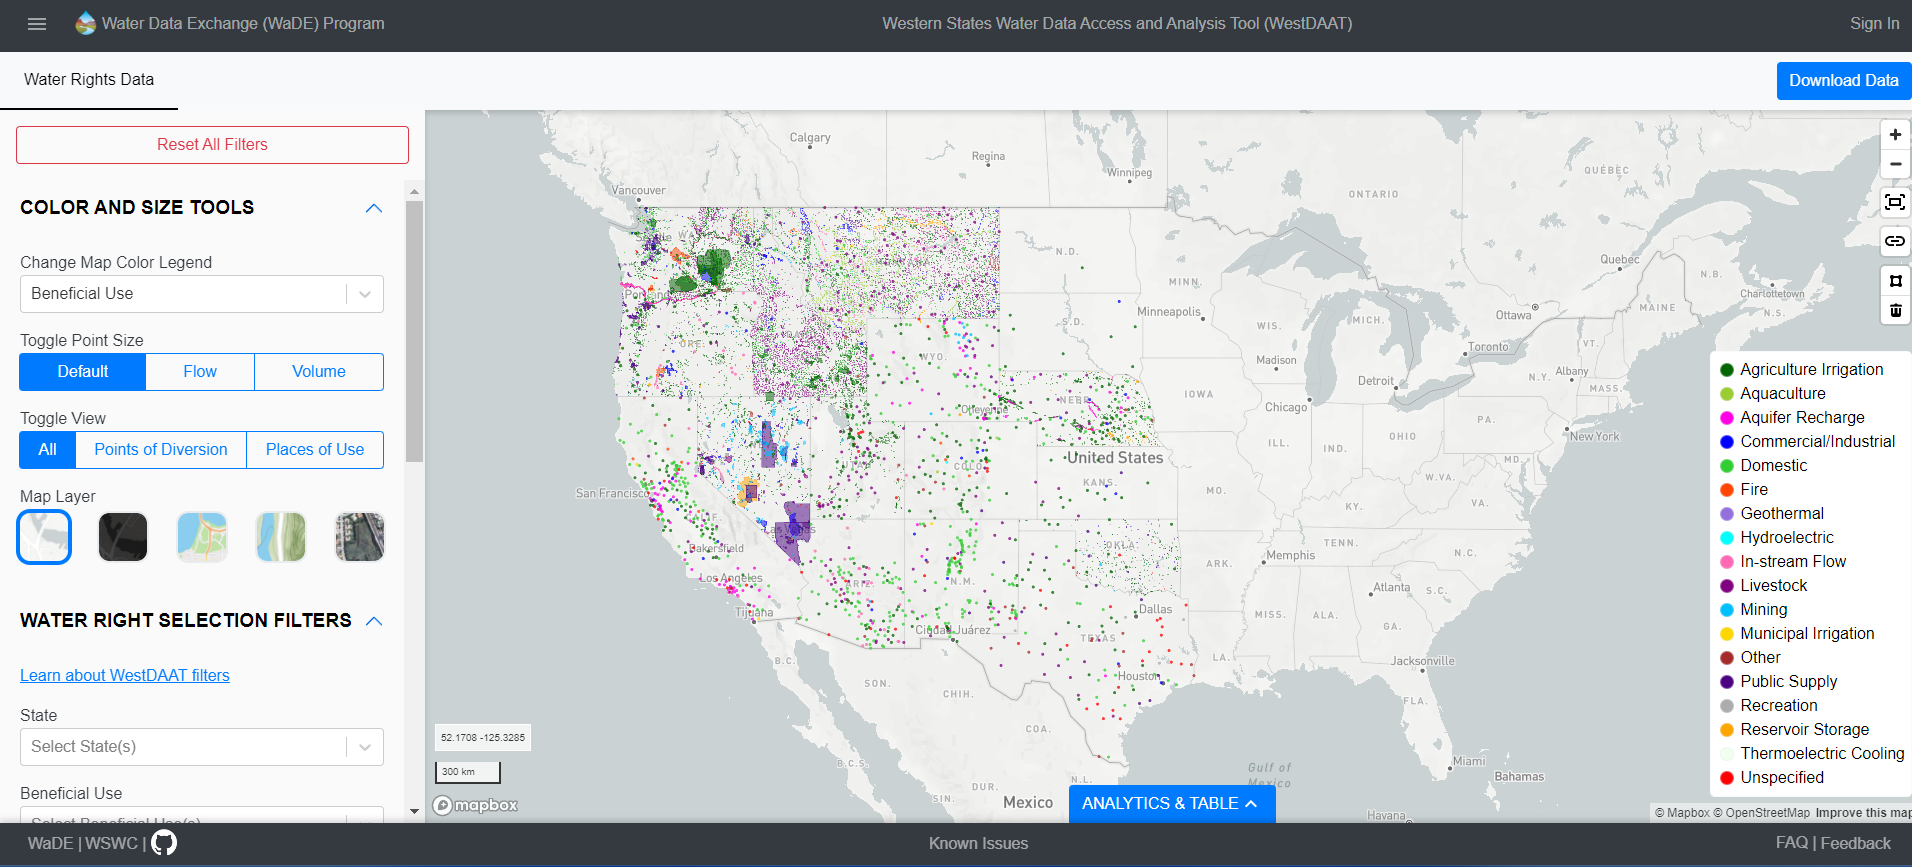 Water Data Exchange (WaDE) Program
Western States Water Data Access and Analysis Tool (WestDAAT)
Sign In
Water Rights Data
Download Data
Reset All Filters
COLOR AND SIZE TOOLS
Change Map Color Legend
Beneficial Use
Toggle Point Size
Default Flow Volume
Toggle View
All Points of Diversion Places of Use
Map Layer
WATER RIGHT SELECTION FILTERS
Learn about WestDAAT filters
State
Select State(s)
Beneficial Use
Select Beneficial Use(s)
Calgary
Regina
Winnipeg
Vancouver
ONTARIO
QUÉBEC
Quebec
N.B.
Charlottetown
N.S.
MAINE
Ottawa
N.D.
MINN.
Minneapolis
S.D.
WIS.
MICH.
Madison
Toronto
VT.
Albany
N.Y.
MASS.
Detroit
Chicago
IOWA
PA.
New York
ORE.
WYO.
Cheyenne
NEBR.
ILL.
IND.
OHIO
MD.
United States
UTAH
COLO.
KANS.
MO.
W.VA.
VA.
KY.
San Francisco
Las Vegas
Bakersfield
Los Angeles
Tijuana
ARIZ.
N.M.
OKLA.
ARK.
TENN.
Memphis
N.C.
Atlanta
S.C.
MISS.
ALA.
GA.
Dallas
TEXAS
LA.
Houston
Ciudad Juárez
Jacksonville
FLA.
B.C.
SON.
CHIH.
COA.
B.C.S.
SIN.
DUR.
N.L.
Mexico
Gulf of
Mexico
Miami
Bahamas
Havana
52.1708 -125.3285
300 km
mapbox
ANALYTICS & TABLE
Agriculture Irrigation
Aquaculture
Aquifer Recharge
Commercial/Industrial
Domestic
Fire
Geothermal
Hydroelectric
In-stream Flow
Livestock
Mining
Municipal Irrigation
Other
Public Supply
Recreation
Reservoir Storage
Thermoelectric Cooling
Unspecified
© Mapbox © OpenStreetMap Improve this map
WaDE | WSWC |
Known Issues
FAQ | Feedback